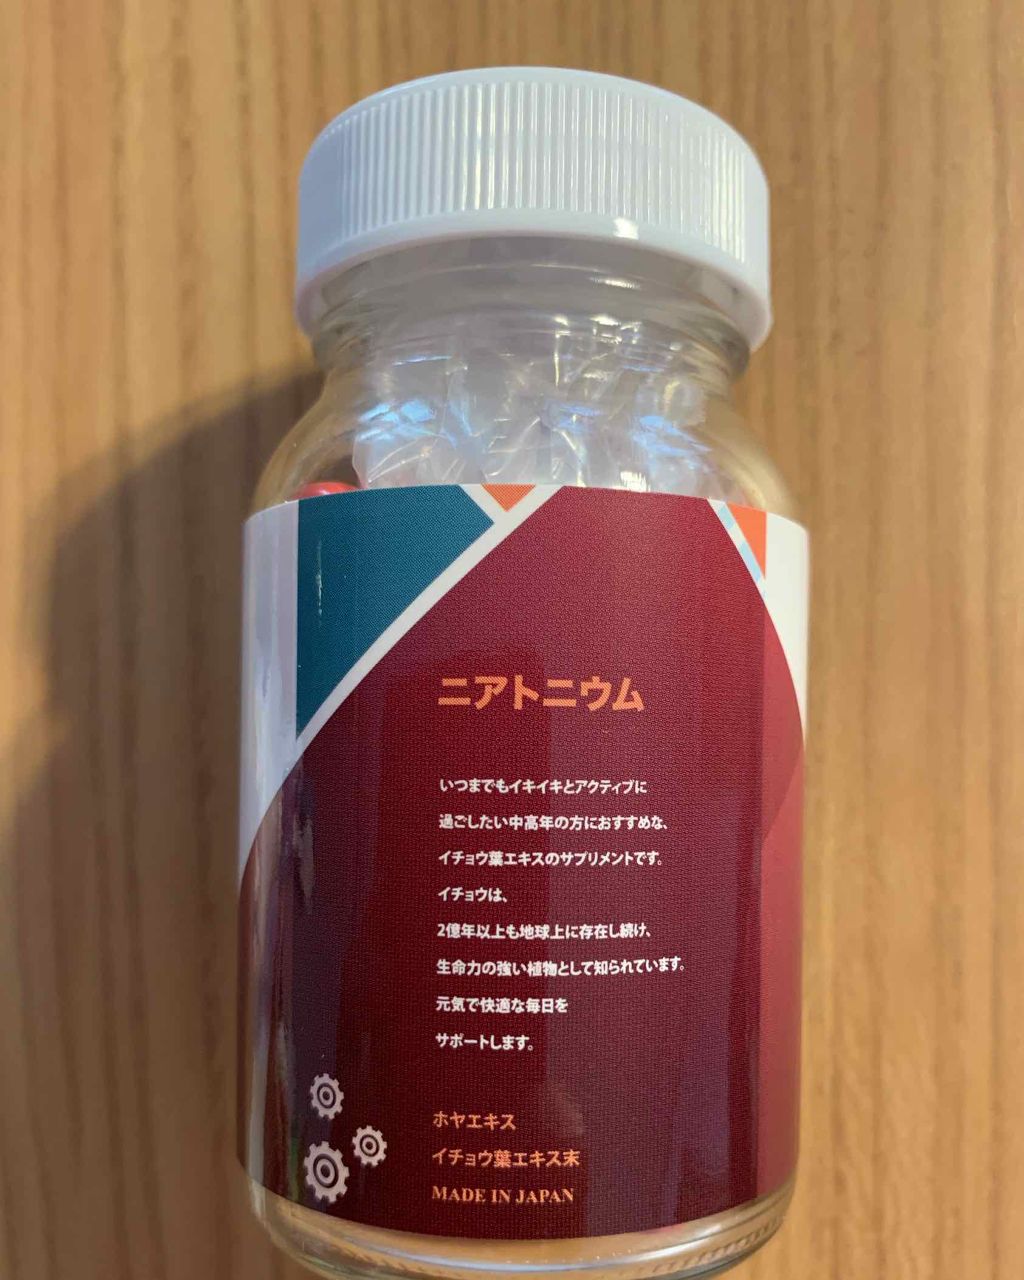 ニアトニウム
いつまでもイキイキとアクティブに
過ごしたい中高年の方におすすめな、
イチョウ葉エキスのサプリメントです。
イチョウは、
2億年以上も地球上に存在し続け、
生命力の強い植物として知られています。
元気で快適な毎日を
サポートします。
ホヤエキス
イチョウ葉エキス末
MADE IN JAPAN